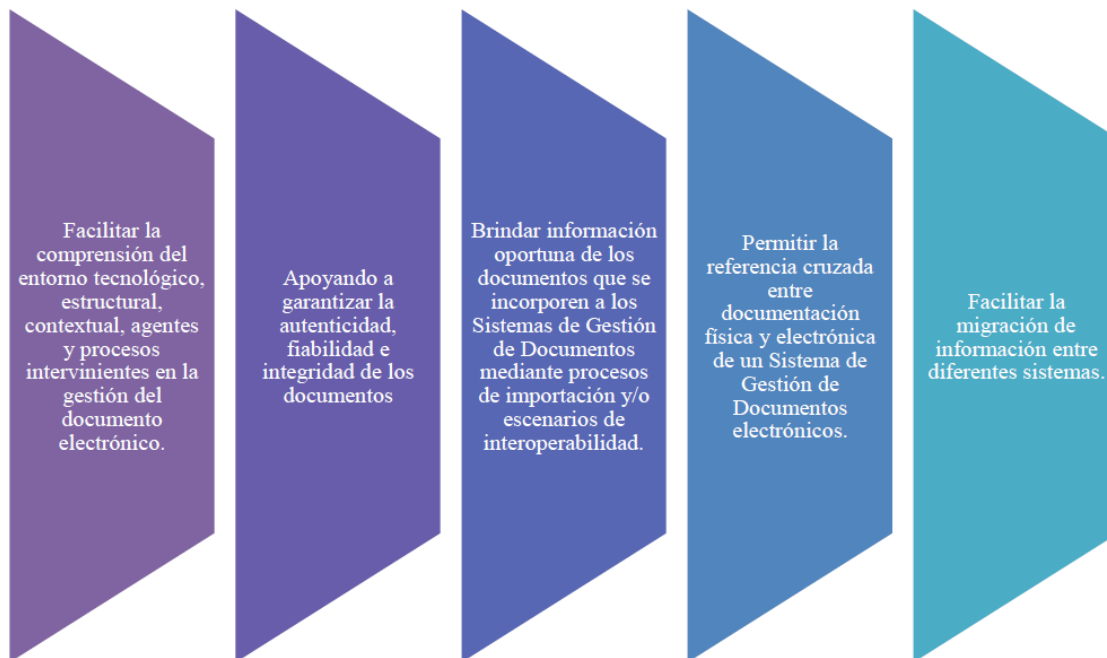 Facilitar la
comprensión del
entorno tecnológico,
estructural,
contextual, agentes
y procesos
intervinientes en la
gestión del
documento
electrónico.
Apoyando a
garantizar la
autenticidad,
fiabilidad e
integridad de los
documentos
Brindar información
oportuna de los
documentos que se
incorporen a los
Sistemas de Gestión
de Documentos
mediante procesos
de importación y/o
escenarios de
interoperabilidad.
Permitir la
referencia cruzada
entre
documentación
física y electrónica
de un Sistema de
Gestión de
Documentos
electrónicos.
Facilitar la
migración de
información entre
diferentes sistemas.